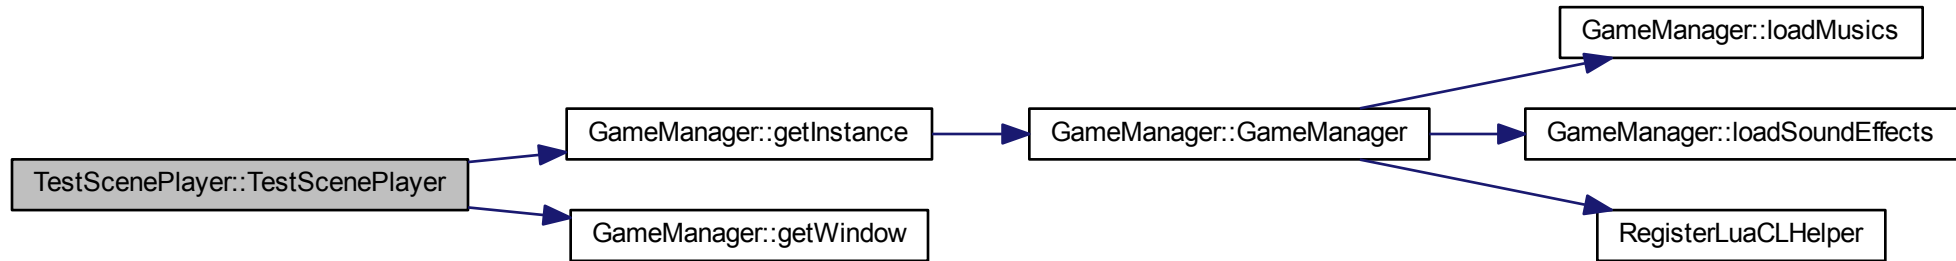 GameManager::loadMusics
GameManager::getInstance
GameManager::GameManager
GameManager::loadSoundEffects
TestScenePlayer::TestScenePlayer
GameManager::getWindow
RegisterLuaCLHelper